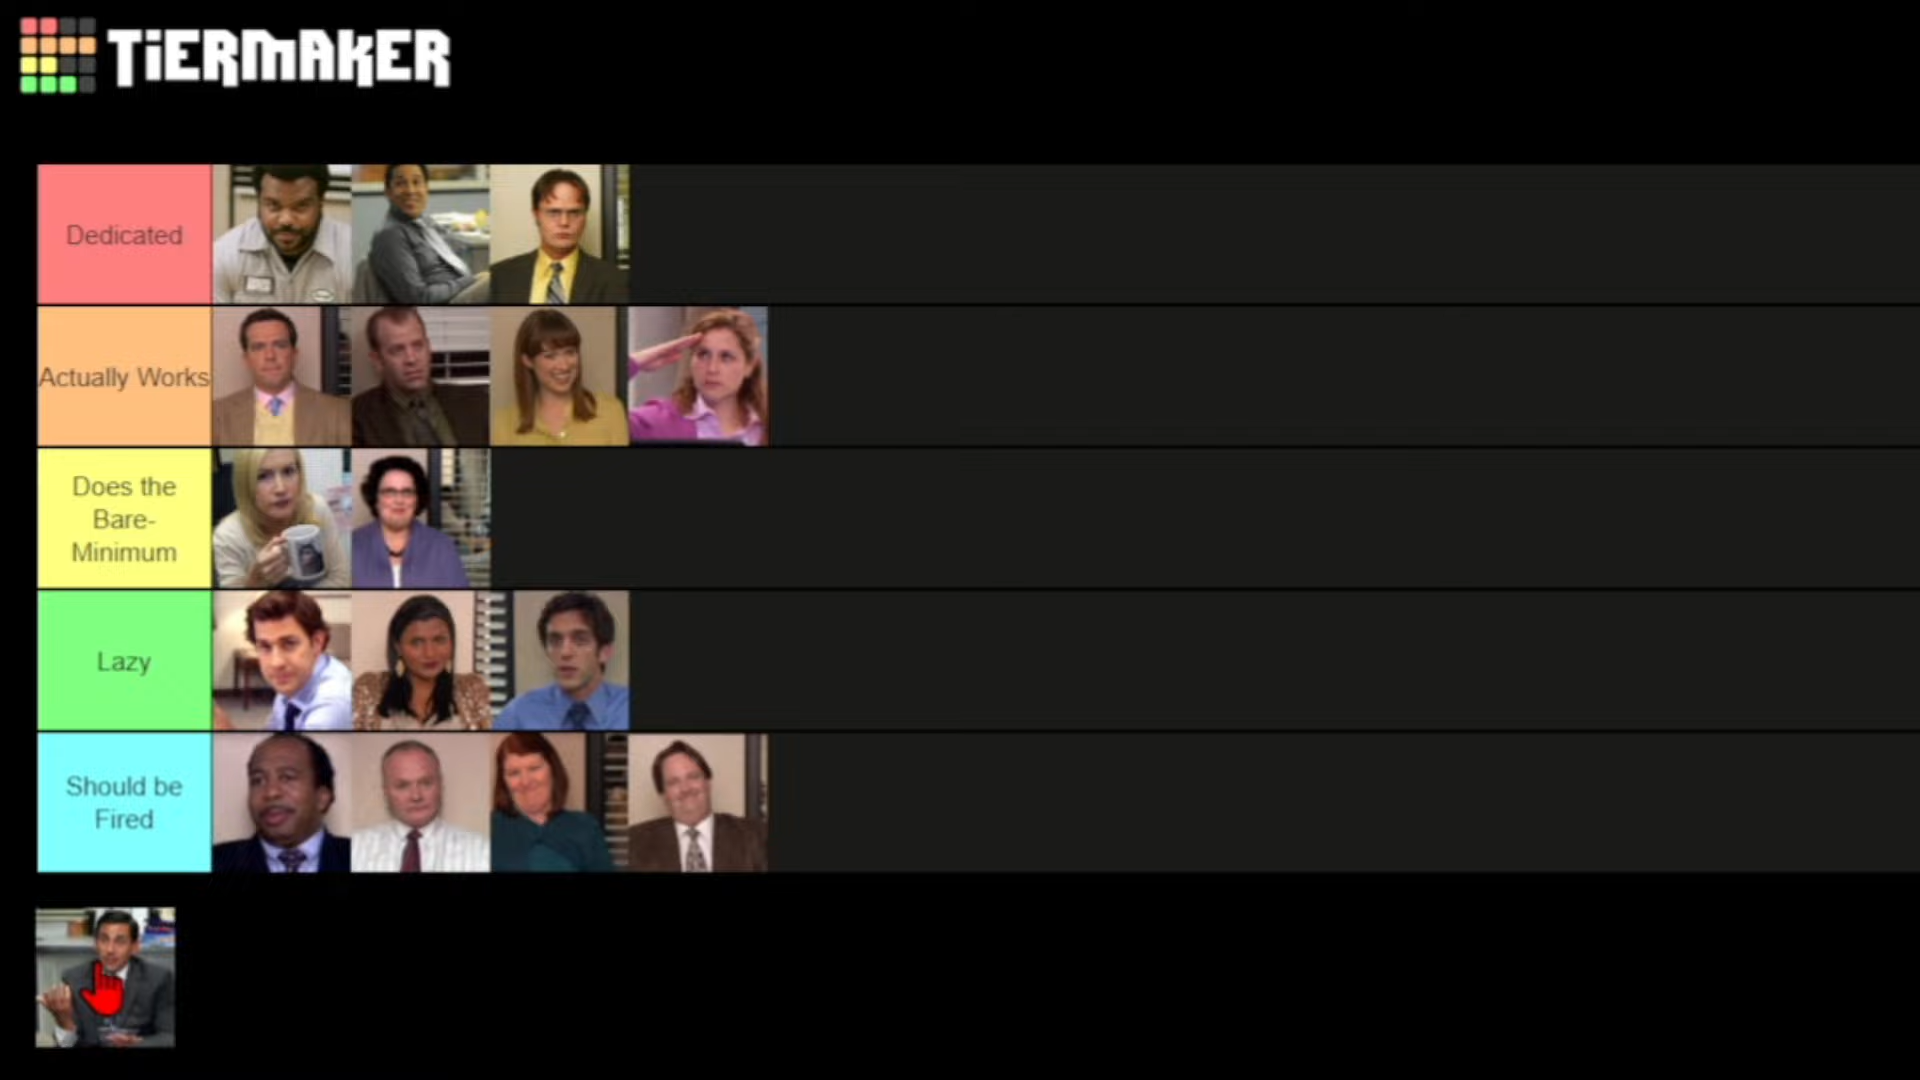 TiERMAKER
Dedicated
Actually Works
Does the
Bare-
Minimum
Lazy
Should be
Fired